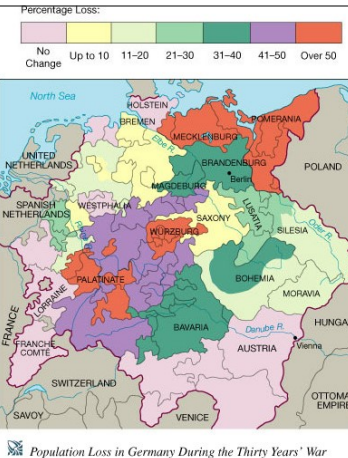 Percentage Loss:
No Change
Up to 10
11–20
21–30
31–40
41–50
Over 50
North Sea
HOLSTEIN
BREMEN
POMERANIA
MECKLENBURG
Elbe R.
UNITED NETHERLANDS
BRANDENBURG
POLAND
Berlin
MAGDEBURG
SPANISH NETHERLANDS
WESTPHALIA
SAXONY
LUSATIA
Oder R.
WÜRZBURG
SILESIA
PALATINATE
BOHEMIA
MORAVIA
LORRAINE
FRANCE
BAVARIA
Danube R.
HUNGA
FRANCHE COMTÉ
AUSTRIA
Vienna
SWITZERLAND
OTTOMA
EMPIRE
SAVOY
VENICE
Population Loss in Germany During the Thirty Years' War